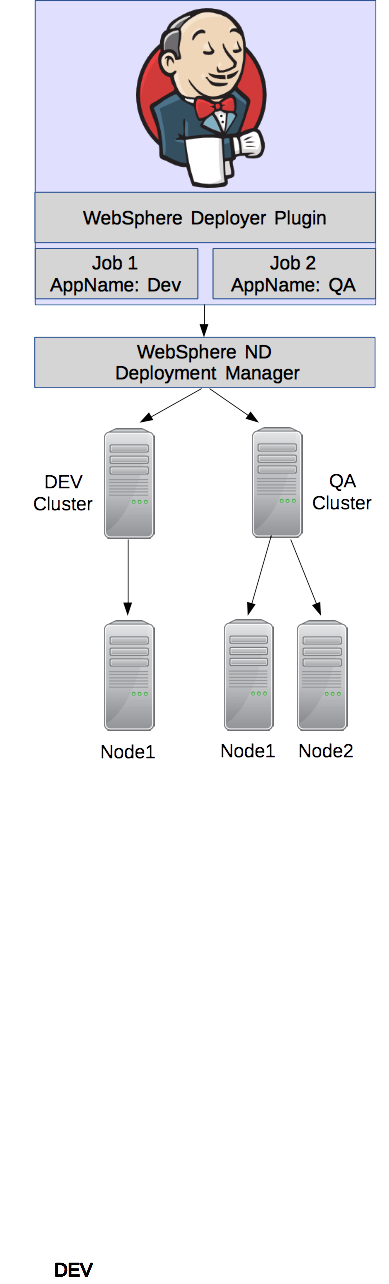 WebSphere Deployer Plugin
Job 1
AppName: Dev
Job 2
AppName: QA
WebSphere ND
Deployment Manager
DEV
Cluster
QA
Cluster
Node1
Node1
Node2
DEV